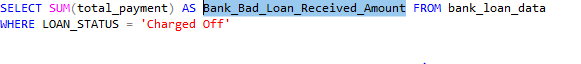 SELECT SUM(total_payment) AS Bank_Bad_Loan_Received_Amount FROM bank_loan_data
WHERE LOAN_STATUS = 'Charged Off'